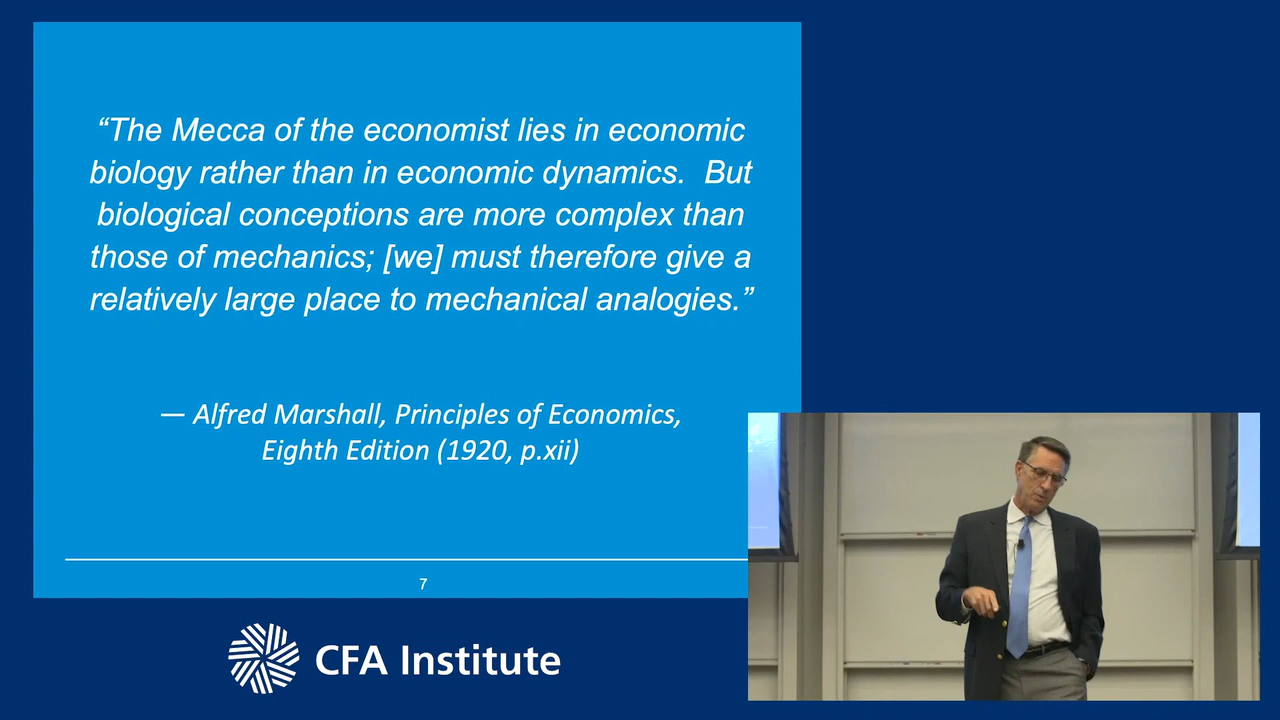 “The Mecca of the economist lies in economic
biology rather than in economic dynamics.  But
biological conceptions are more complex than
those of mechanics; [we] must therefore give a
relatively large place to mechanical analogies.”
— Alfred Marshall, Principles of Economics,
Eighth Edition (1920, p.xii)
7
CFA Institute